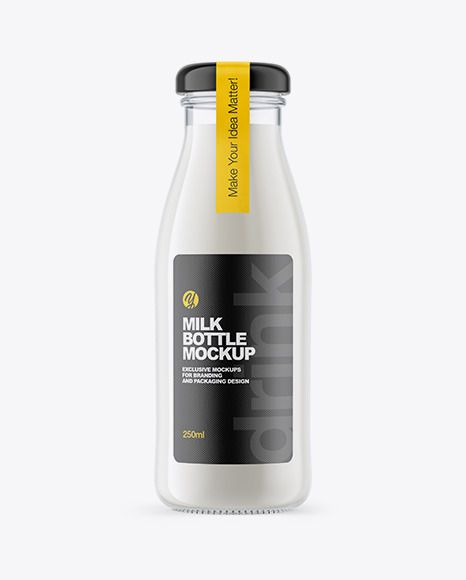 Make Your Idea Matter!
MILK
BOTTLE
MOCKUP
EXCLUSIVE MOCKUPS
FOR BRANDING
AND PACKAGING DESIGN
250ml
drink